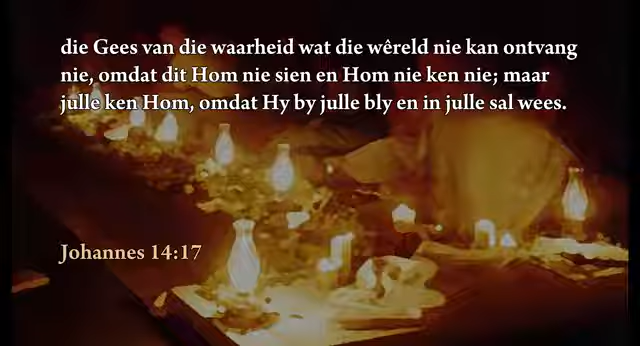 die Gees van die waarheid wat die wêreld nie kan ontvang
nie, omdat dit Hom nie sien en Hom nie ken nie; maar
julle ken Hom, omdat Hy by julle bly en in julle sal wees.
Johannes 14:17